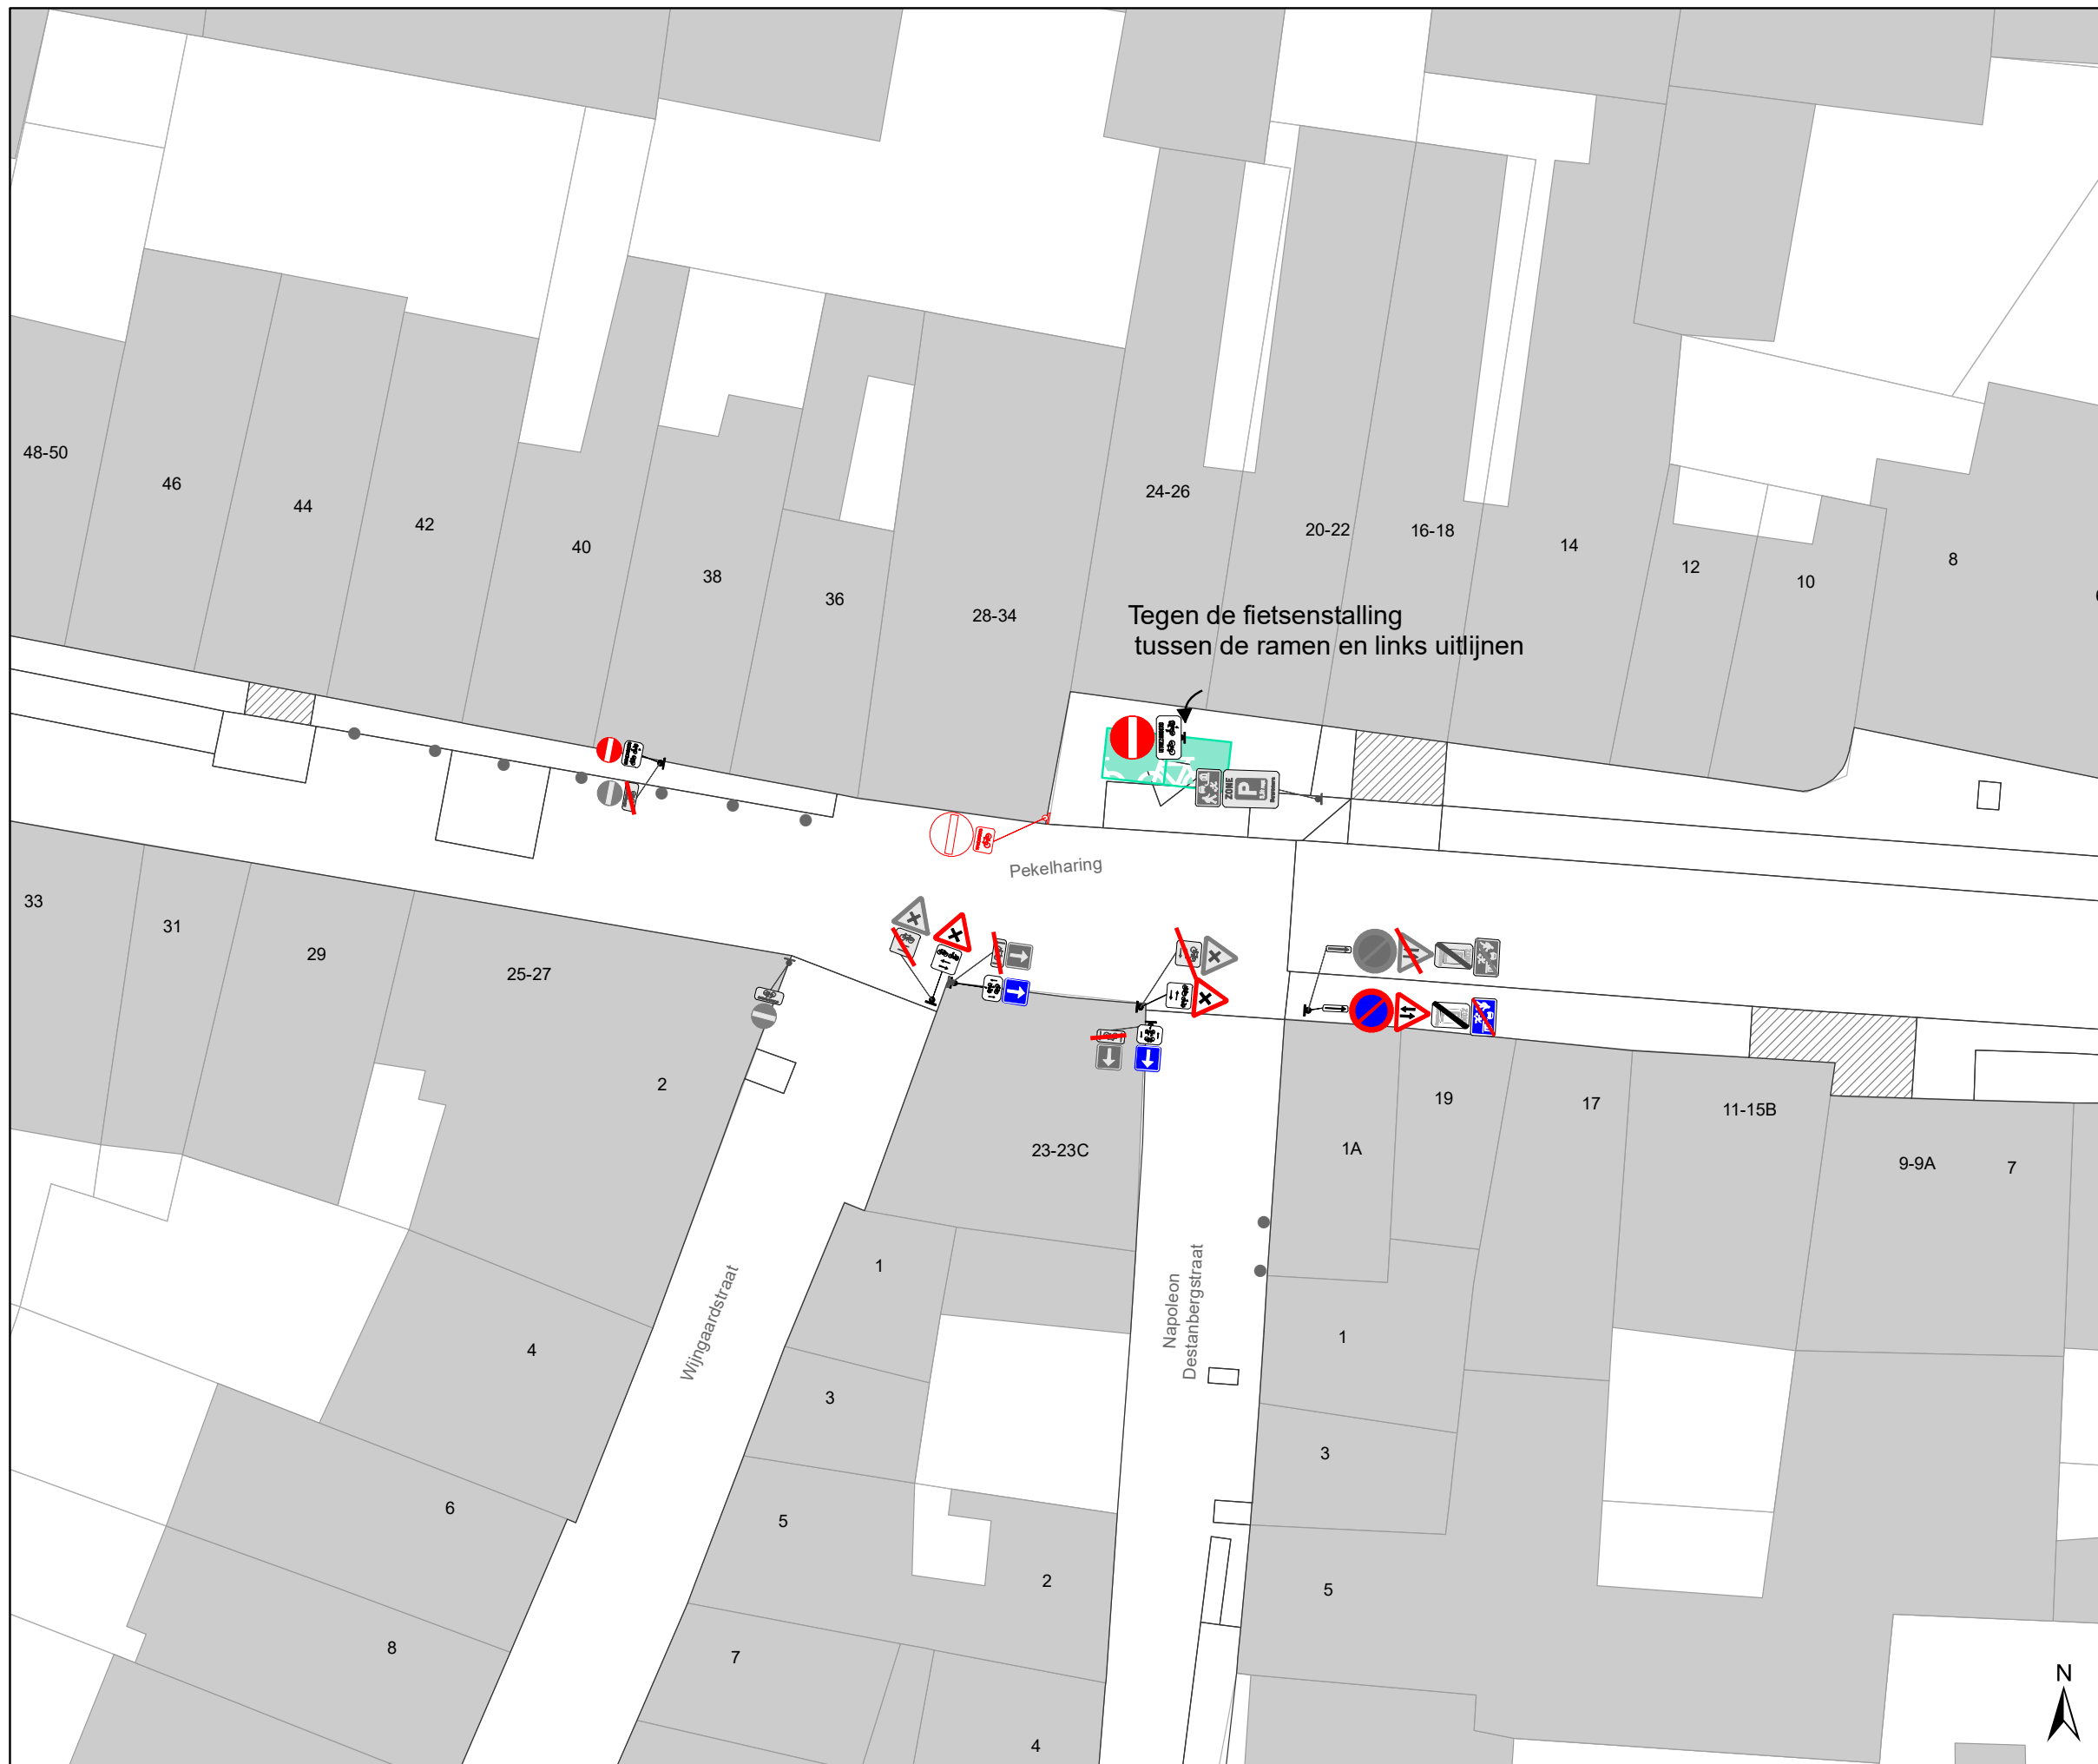 48-50
46
44
42
40
38
36
28-34
24-26
20-22
16-18
14
12
10
8
Tegen de fietsenstalling
tussen de ramen en links uitlijnen
ZONE
P
Pekelharing
33
31
29
25-27
2
23-23C
1A
19
17
11-15B
9-9A
7
1
3
5
7
4
6
8
2
4
1
3
5
Wijngaardstraat
Napoleon
Destanbergstraat
N